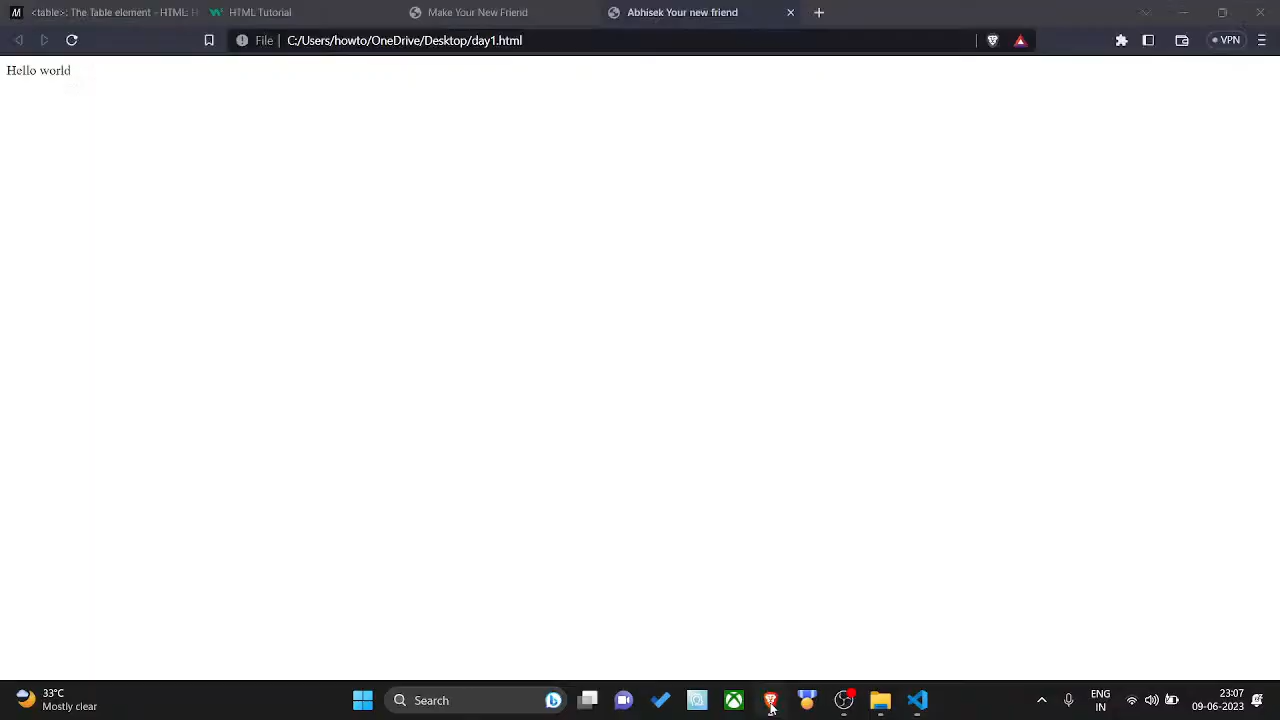 <table>: The Table element - HTML: H
HTML Tutorial
Make Your New Friend
Abhisek Your new friend
File
C:/Users/howto/OneDrive/Desktop/day1.html
VPN
Hello world
33°C
Mostly clear
Search
ENG
IN
23:07
09-06-2023